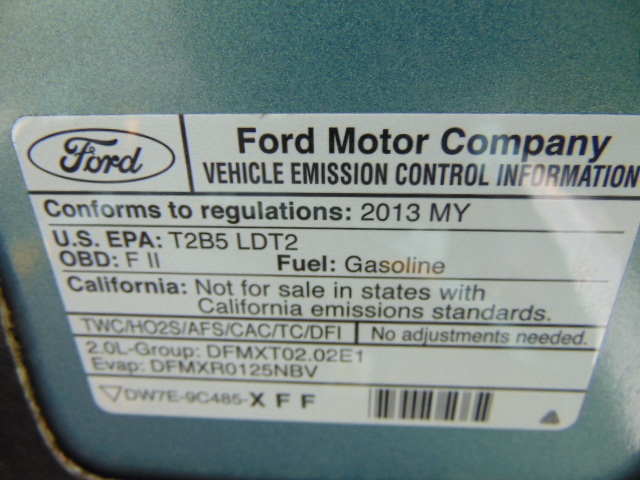 Ford
Ford Motor Company
VEHICLE EMISSION CONTROL INFORMATION
Conforms to regulations: 2013 MY
U.S. EPA: T2B5 LDT2
OBD: F II Fuel: Gasoline
California: Not for sale in states with
California emissions standards.
TWC/HO2S/AFS/CAC/TC/DFI No adjustments needed.
2.0L-Group: DFMXT02.02E1
Evap: DFMXR0125NBV
DW7E-9C485-X F F